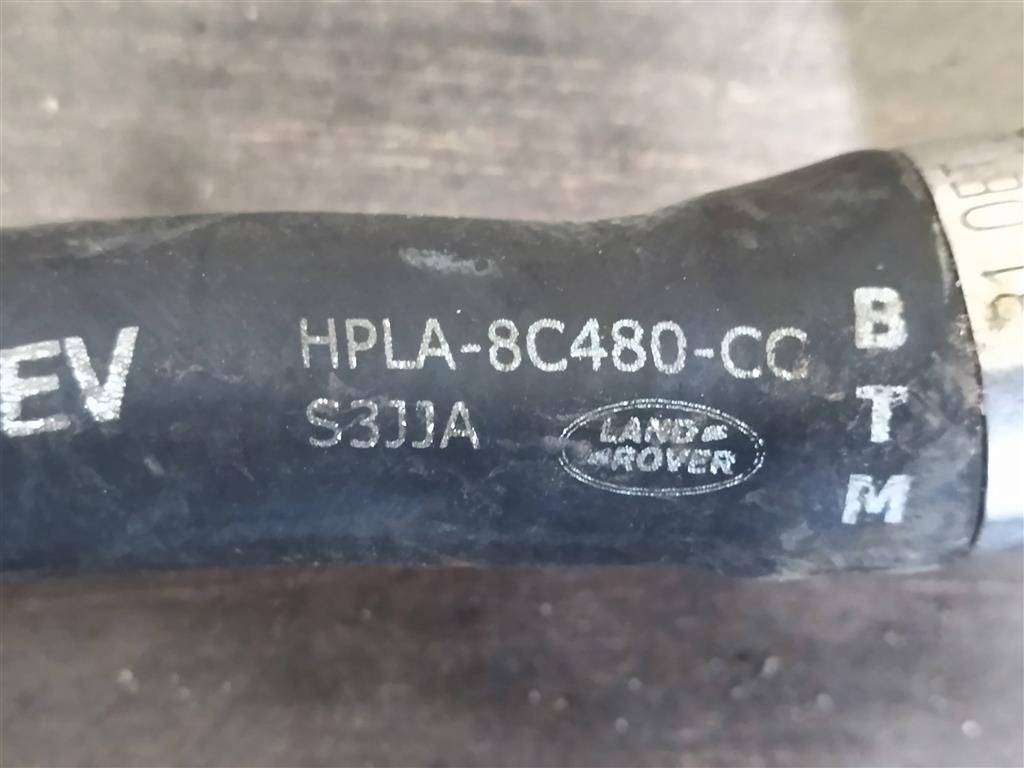 EV
HPLA-8C480-CC
S3JJA
LAND
ROVER
B
T
M